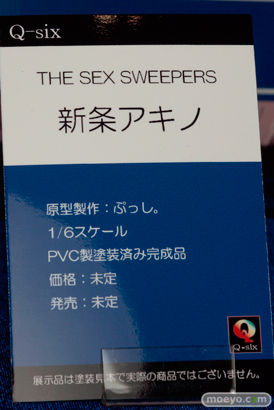 Q-six
THE SEX SWEEPERS
新条アキノ
原型製作：ぷっし。
1/6スケール
PVC製塗装済み完成品
価格：未定
発売：未定
Q-six
展示品は塗装見本で実際の商品ではございません。
moeyo.com